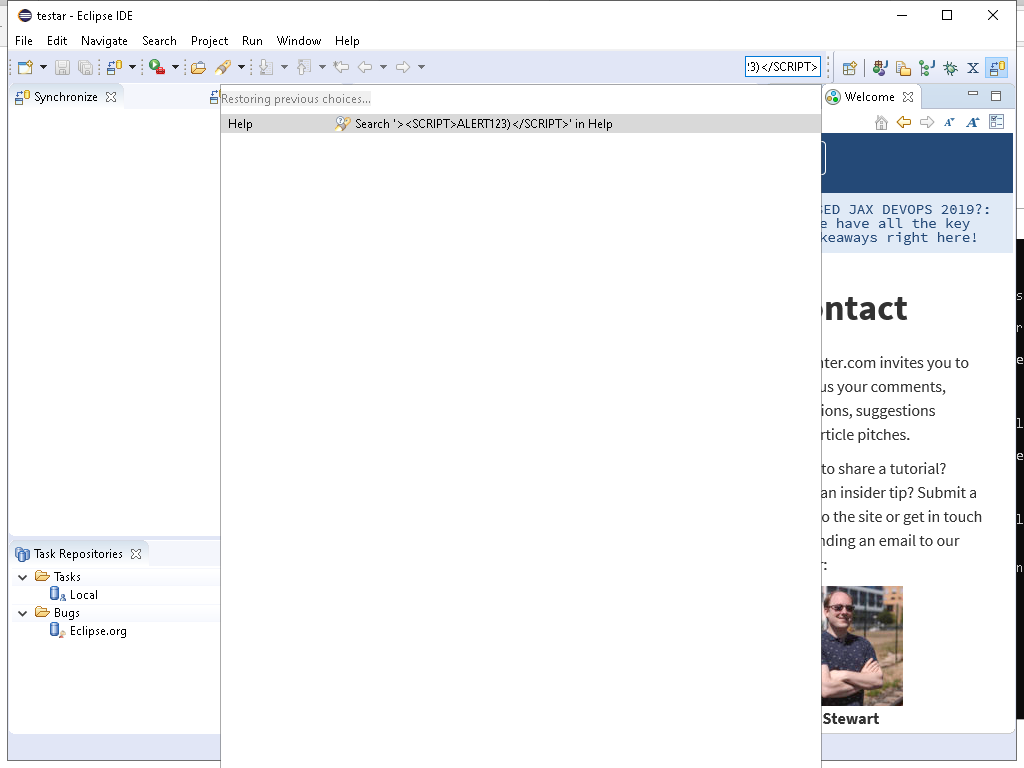 testar - Eclipse IDE
File Edit Navigate Search Project Run Window Help
:3)</SCRIPT>
Synchronize
Restoring previous choices...
Welcome
Help Search '><SCRIPT>ALERT123)</SCRIPT>' in Help
SED JAX DEVOPS 2019?:
e have all the key
keaways right here!
ontact
nter.com invites you to
us your comments,
ions, suggestions
rticle pitches.
to share a tutorial?
an insider tip? Submit a
o the site or get in touch
nding an email to our
r:
Stewart
Task Repositories
Tasks
Local
Bugs
Eclipse.org